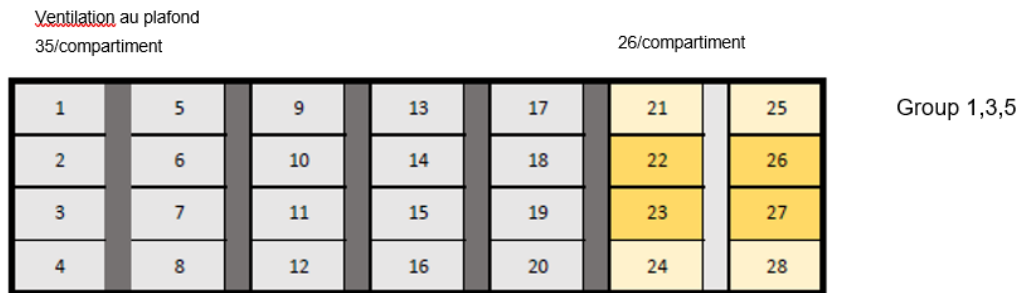 Ventilation au plafond
35/compartiment
26/compartiment
1 5 9 13 17 21 25
Group 1,3,5
2 6 10 14 18 22 26
3 7 11 15 19 23 27
4 8 12 16 20 24 28